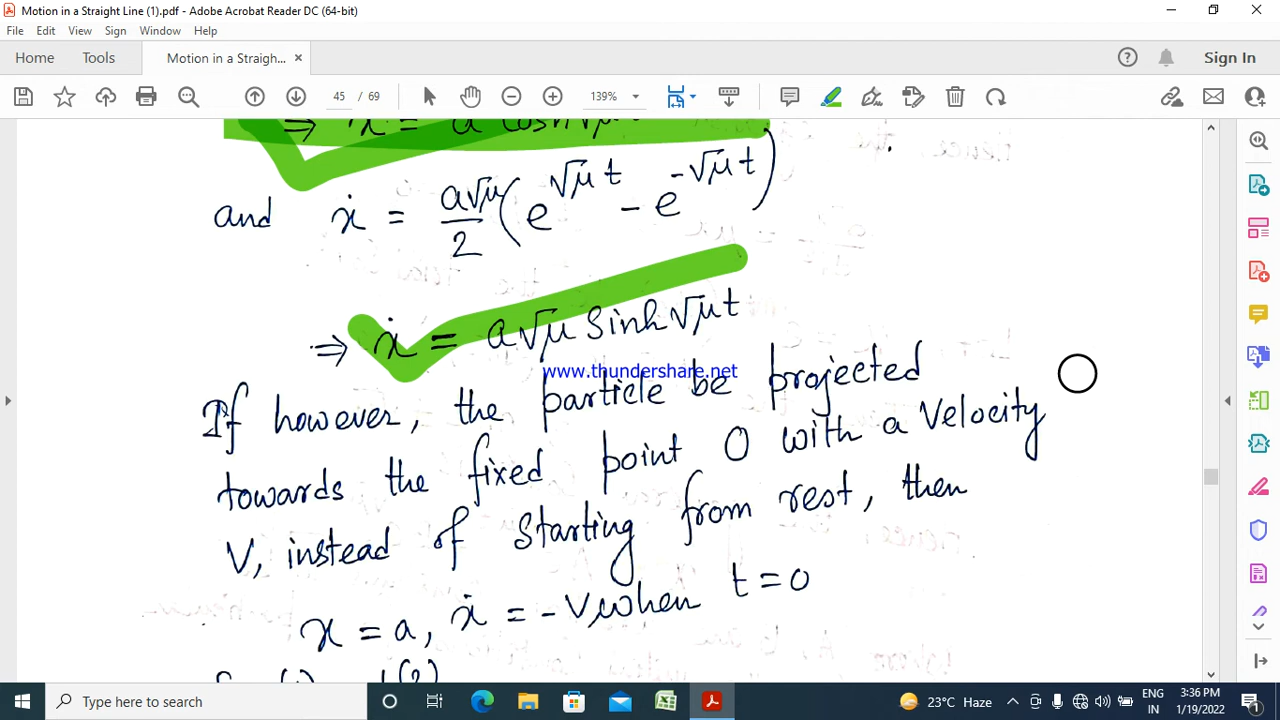 Motion in a Straight Line (1).pdf - Adobe Acrobat Reader DC (64-bit)
File Edit View Sign Window Help
Home Tools Motion in a Straigh... × Sign In
45 / 69 139%
and ẋ = a√μ/2 (e^√μ t - e^-√μ t)
⇒ ẋ = a√μ Sinh √μt
www.thundershare.net
If however, the particle be projected
towards the fixed point O with a Velocity
V, instead of starting from rest, then
x = a, ẋ = -V, when t = 0
Type here to search
23°C Haze
ENG
IN
3:36 PM
1/19/2022